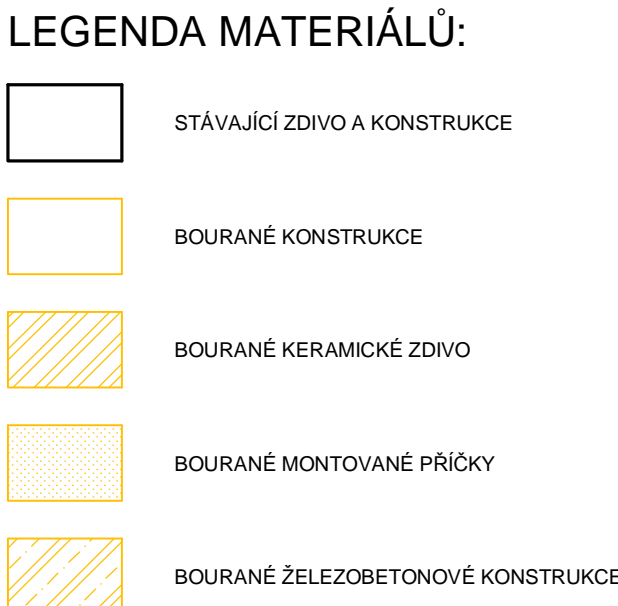 LEGENDA MATERIÁLŮ:
STÁVAJÍCÍ ZDIVO A KONSTRUKCE
BOURANÉ KONSTRUKCE
BOURANÉ KERAMICKÉ ZDIVO
BOURANÉ MONTOVANÉ PŘÍČKY
BOURANÉ ŽELEZOBETONOVÉ KONSTRUKCE